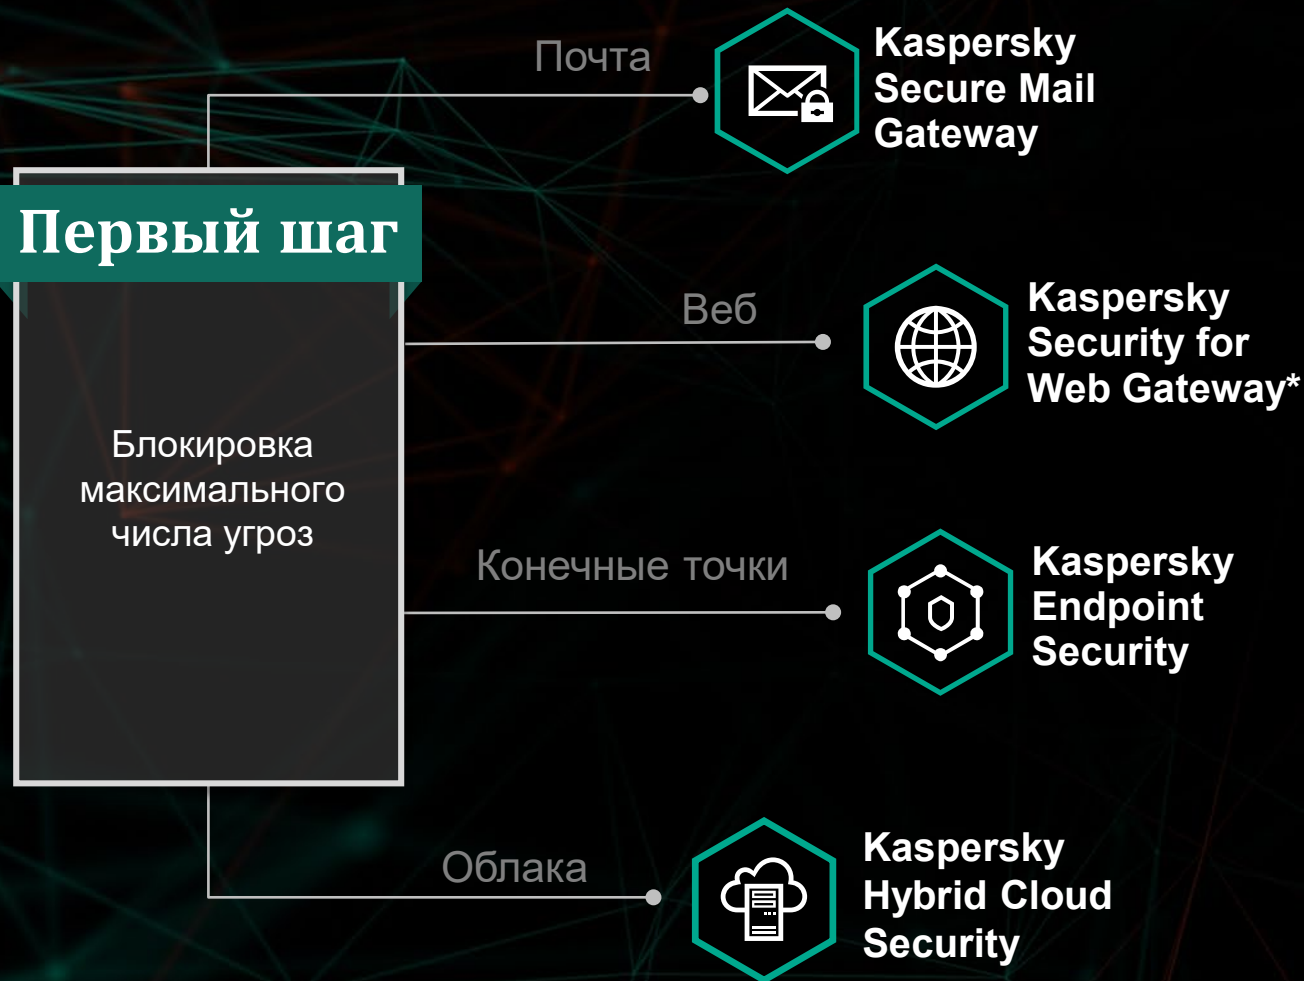 Почта
Kaspersky
Secure Mail
Gateway
Первый шаг
Блокировка
максимального
числа угроз
Веб
Kaspersky
Security for
Web Gateway*
Конечные точки
Kaspersky
Endpoint
Security
Облака
Kaspersky
Hybrid Cloud
Security